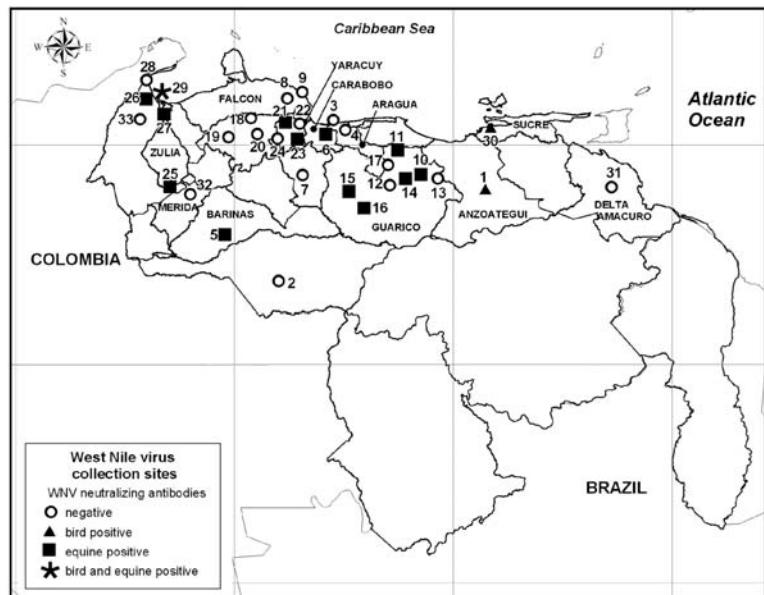 Caribbean Sea
N
W E
S
28
YARACUY
9
8
29
CARABOBO
26
FALCON
21 22 3
ARAGUA
Atlantic
Ocean
33
27
18
4
SUCRE
19
20
24
23
6
11
30
ZULIA
17
10
31
25
32
7
15
12
14
13
1
MERIDA
16
DELTA
AMACURO
BARINAS
GUARICO
ANZOATEGUI
5
COLOMBIA
2
West Nile virus
collection sites
WNV neutralizing antibodies
negative
bird positive
equine positive
bird and equine positive
BRAZIL